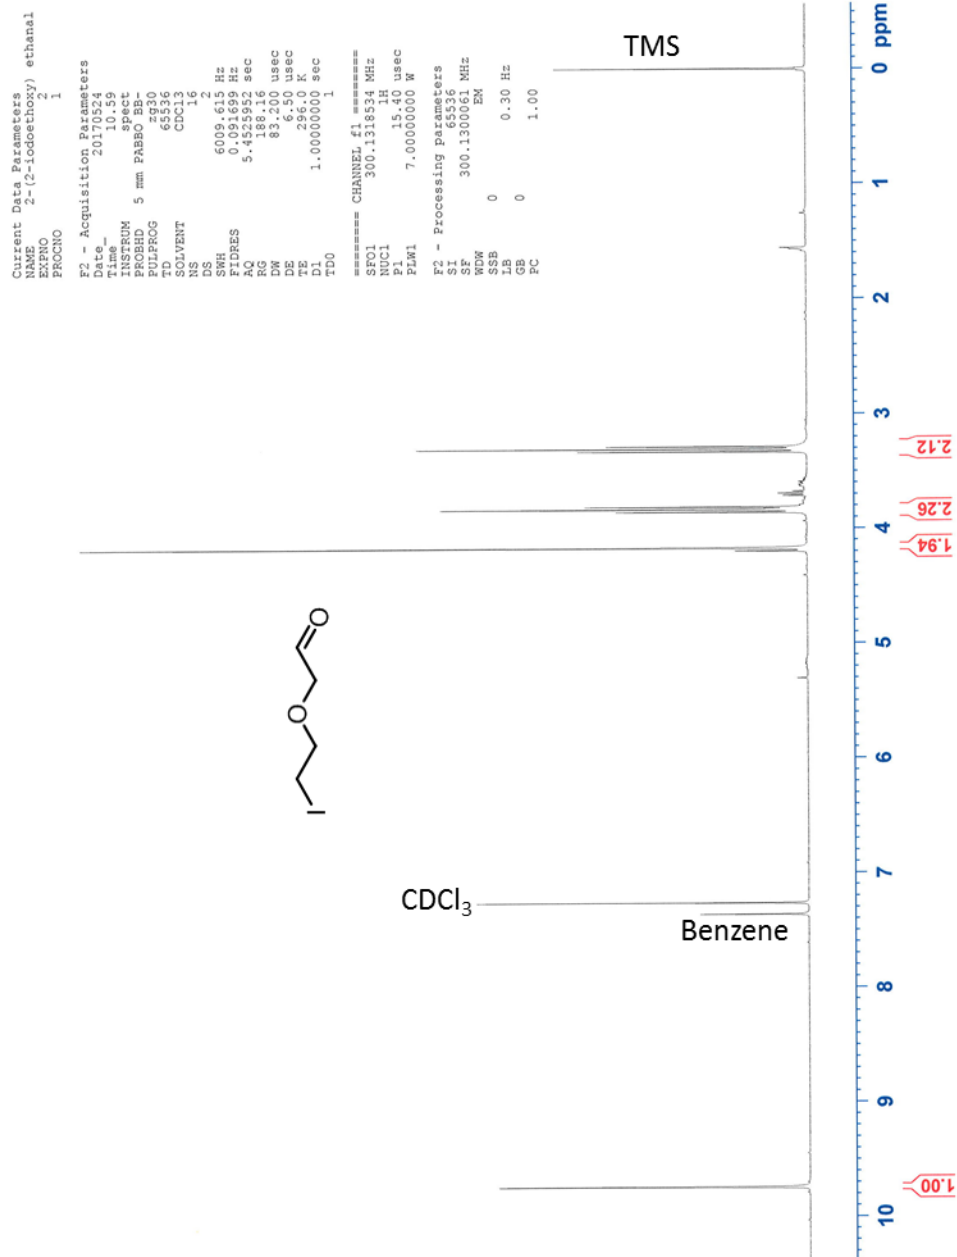 Current Data Parameters
NAME 2-(2-iodoethoxy) ethanal
EXPNO 2
PROCNO 1
F2 - Acquisition Parameters
Date_ 20170524
Time 10.59
INSTRUM spect
PROBHD 5 mm PABBO BB-
PULPROG zg30
TD 65536
SOLVENT CDCl3
NS 16
DS 2
SWH 6009.615 Hz
FIDRES 0.091699 Hz
AQ 5.4525952 sec
RG 188.16
DW 83.200 usec
DE 6.50 usec
TE 296.0 K
D1 1.00000000 sec
TD0 1
======== CHANNEL f1 ========
SFO1 300.1318534 MHz
NUC1 1H
P1 15.40 usec
PLW1 7.00000000 W
F2 - Processing parameters
SI 65536
SF 300.1300061 MHz
WDW EM
SSB 0
LB 0.30 Hz
GB 0
PC 1.00
I O O
CDCl₃
Benzene
TMS
10 9 8 7 6 5 4 3 2 1 0 ppm
1.00 1.94 2.26 2.12